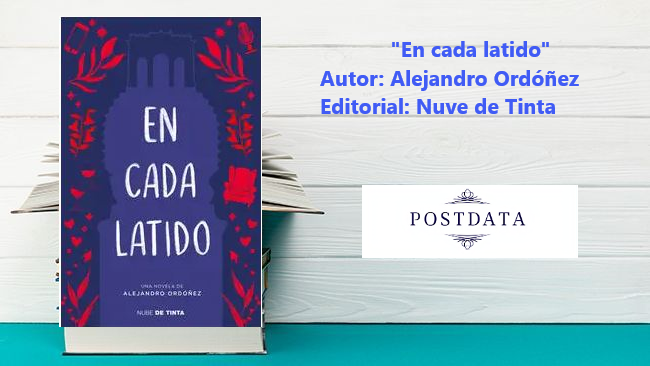 EN
CADA
LATIDO
UNA NOVELA DE
ALEJANDRO ORDÓÑEZ
NUBE DE TINTA
"En cada latido"
Autor: Alejandro Ordóñez
Editorial: Nuve de Tinta
POSTDATA